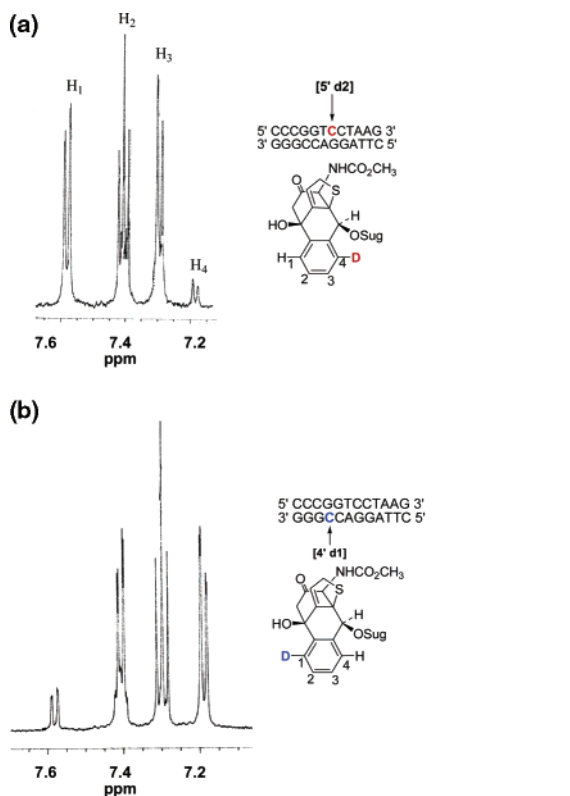 (a)
H1
H2
H3
H4
7.6 7.4 7.2
ppm
[5' d2]
5' CCCGGTCCTAAG 3'
3' GGGCCAGGATTC 5'
NHCO2CH3
O
S
H
HO
OSug
H
1
2
3
4
D
(b)
7.6 7.4 7.2
ppm
5' CCCGGTCCTAAG 3'
3' GGGCCAGGATTC 5'
[4' d1]
NHCO2CH3
O
S
H
HO
OSug
D
1
2
3
4
H